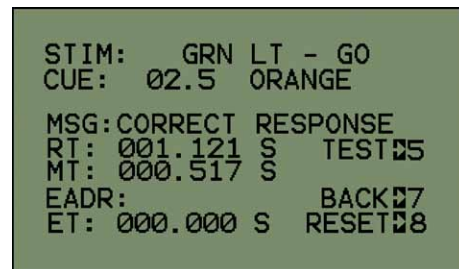 STIM: GRN LT - GO
CUE: 02.5 ORANGE
MSG:CORRECT RESPONSE
RT: 001.121 S TEST 5
MT: 000.517 S
EADR: BACK 7
ET: 000.000 S RESET 8